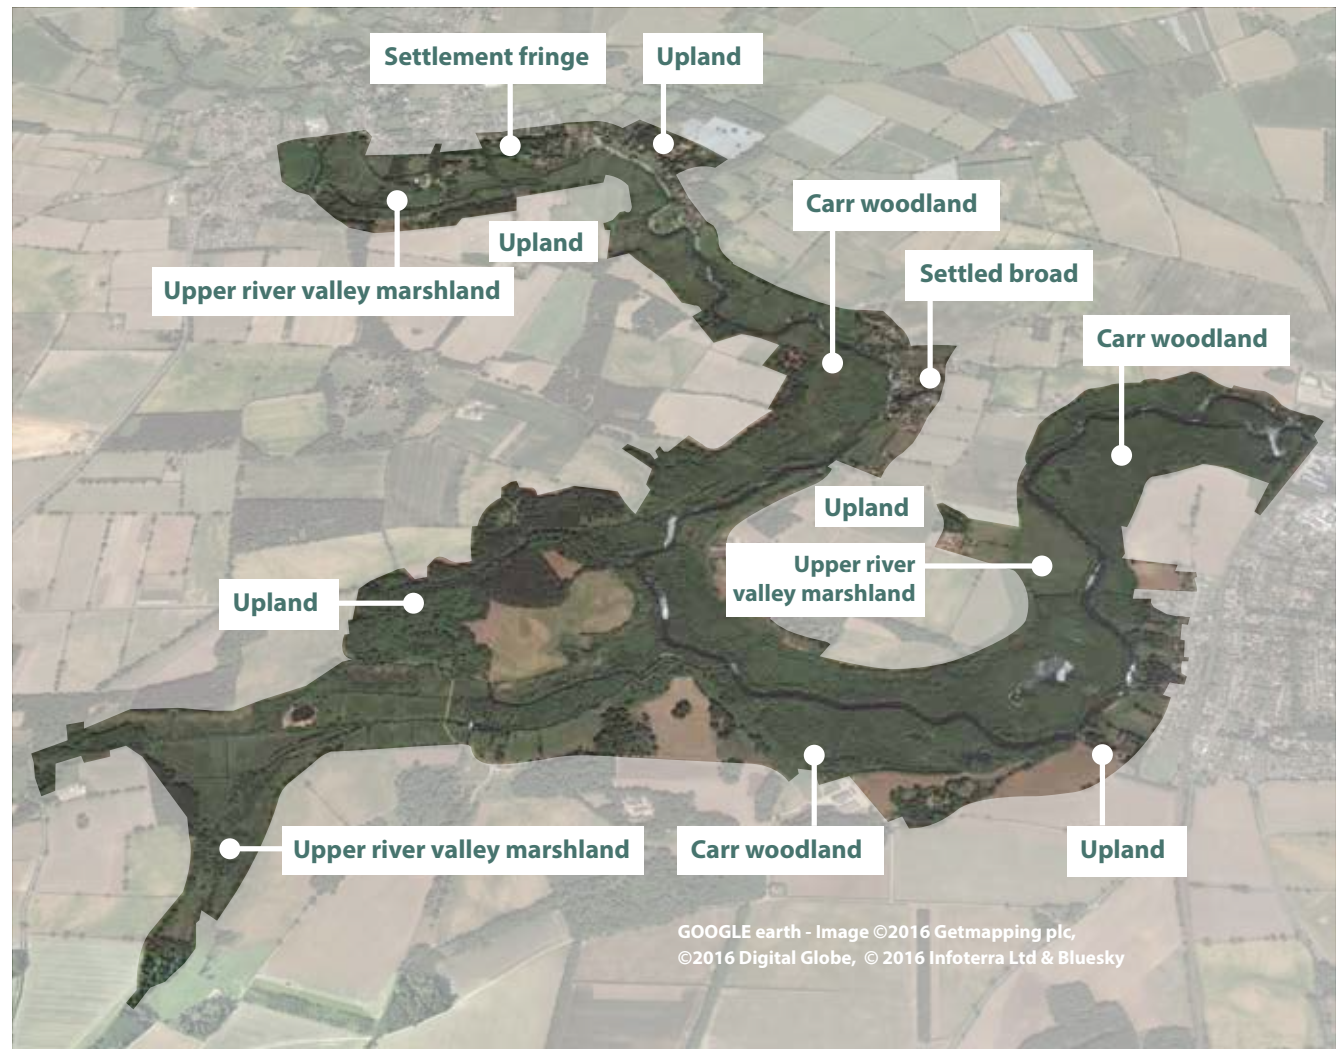 Settlement fringe
Upland
Carr woodland
Upland
Settled broad
Upper river valley marshland
Carr woodland
Upland
Upper river
valley marshland
Upland
Upper river valley marshland
Carr woodland
Upland
GOOGLE earth - Image ©2016 Getmapping plc,
©2016 Digital Globe, © 2016 Infoterra Ltd & Bluesky